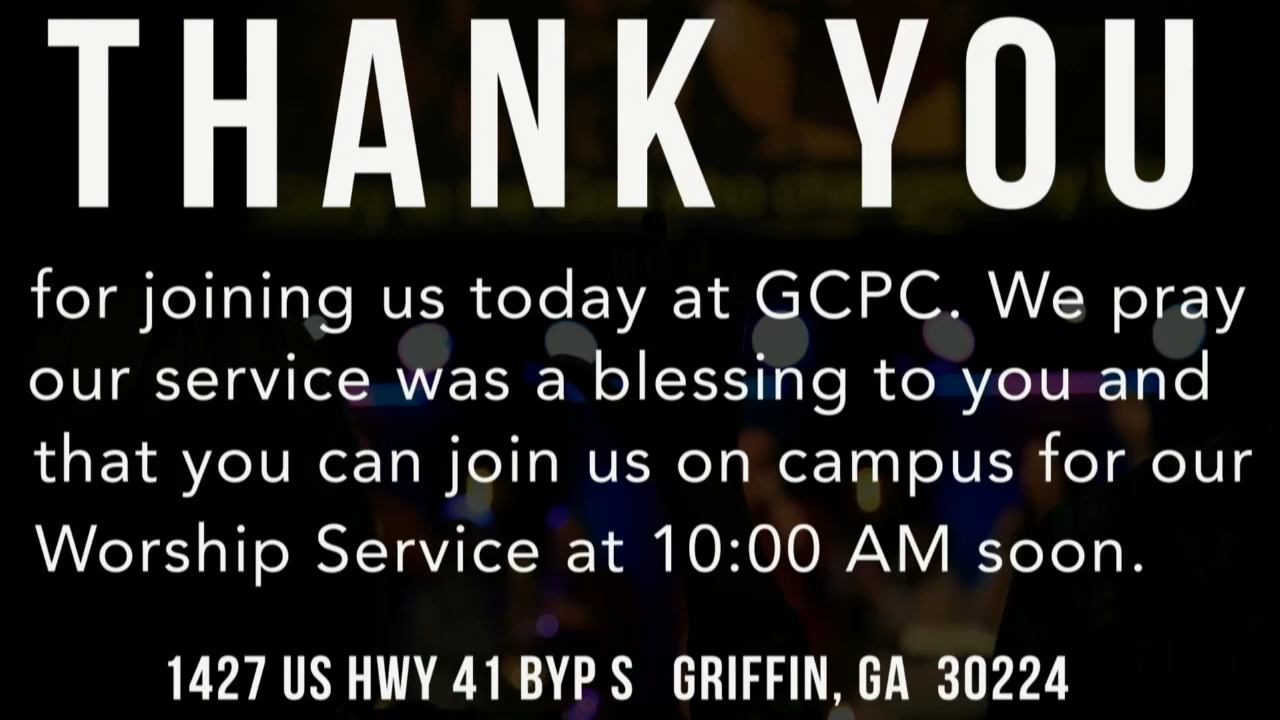 THANK YOU
for joining us today at GCPC. We pray
our service was a blessing to you and
that you can join us on campus for our
Worship Service at 10:00 AM soon.
1427 US HWY 41 BYP S GRIFFIN, GA 30224